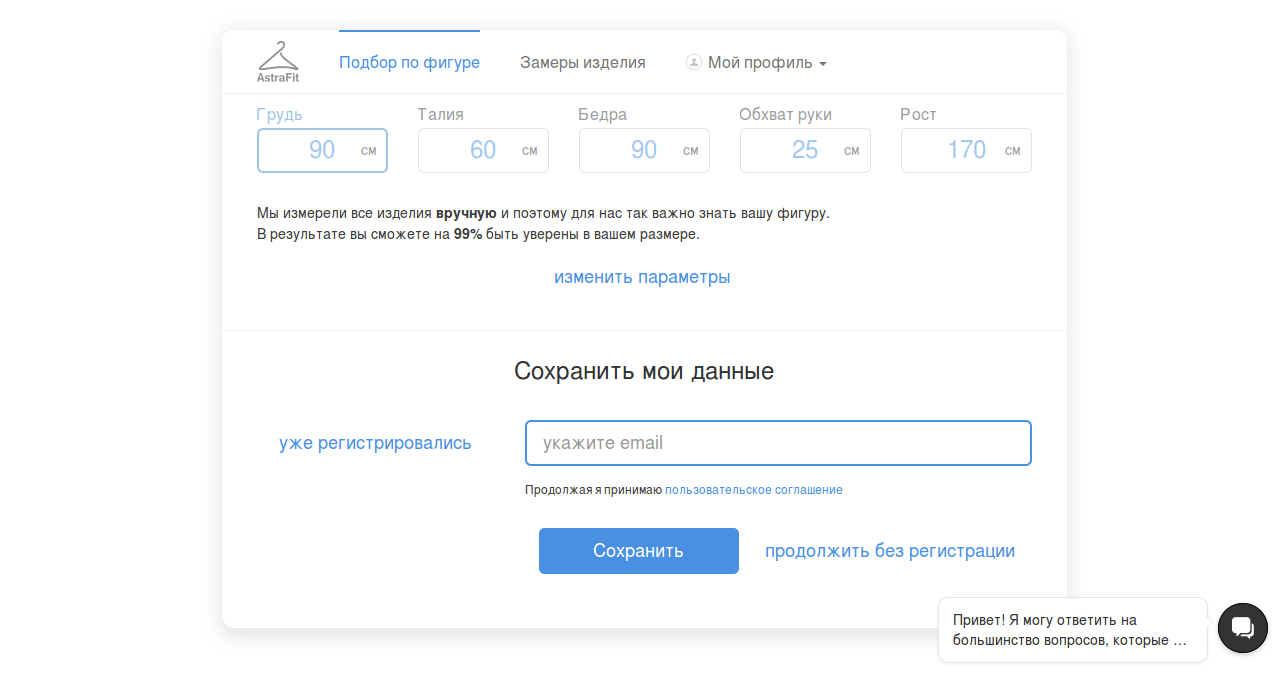 AstraFit
Подбор по фигуре
Замеры изделия
Мой профиль
Грудь
Талия
Бедра
Обхват руки
Рост
90 см
60 см
90 см
25 см
170 см
Мы измерели все изделия вручную и поэтому для нас так важно знать вашу фигуру.
В результате вы сможете на 99% быть уверены в вашем размере.
изменить параметры
Сохранить мои данные
уже регистрировались
укажите email
Продолжая я принимаю пользовательское соглашение
Сохранить
продолжить без регистрации
Привет! Я могу ответить на
большинство вопросов, которые ...